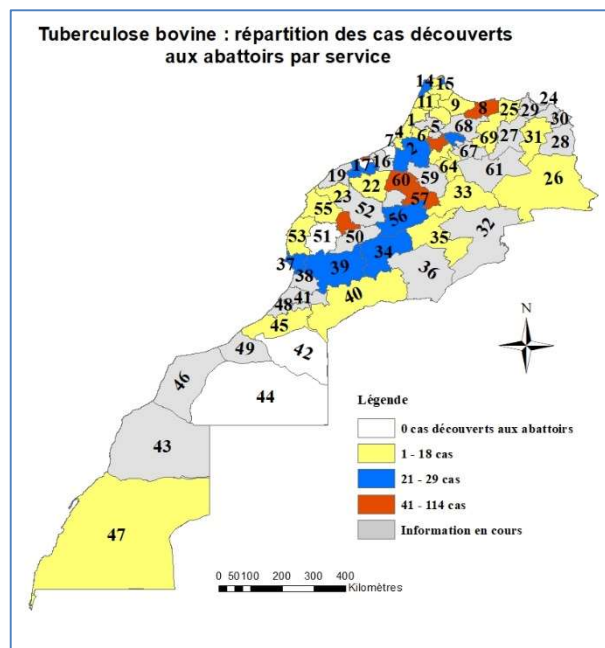 Tuberculose bovine : répartition des cas découverts
aux abattoirs par service
14 15
11 9 8 25 29 24
1 5 68 30
7 4 6 2 69 27 31 28
17 16 67
19 64 61
22 60 59 26
23 57 33
55 52
56
53 51 50 35 32
37 39 34
38 36
48 41 40
45
49 42
46
44
43
47
N
Lègende
0 cas découverts aux abattoirs
1 - 18 cas
21 - 29 cas
41 - 114 cas
Information en cours
0 50 100 200 300 400
Kilomètres